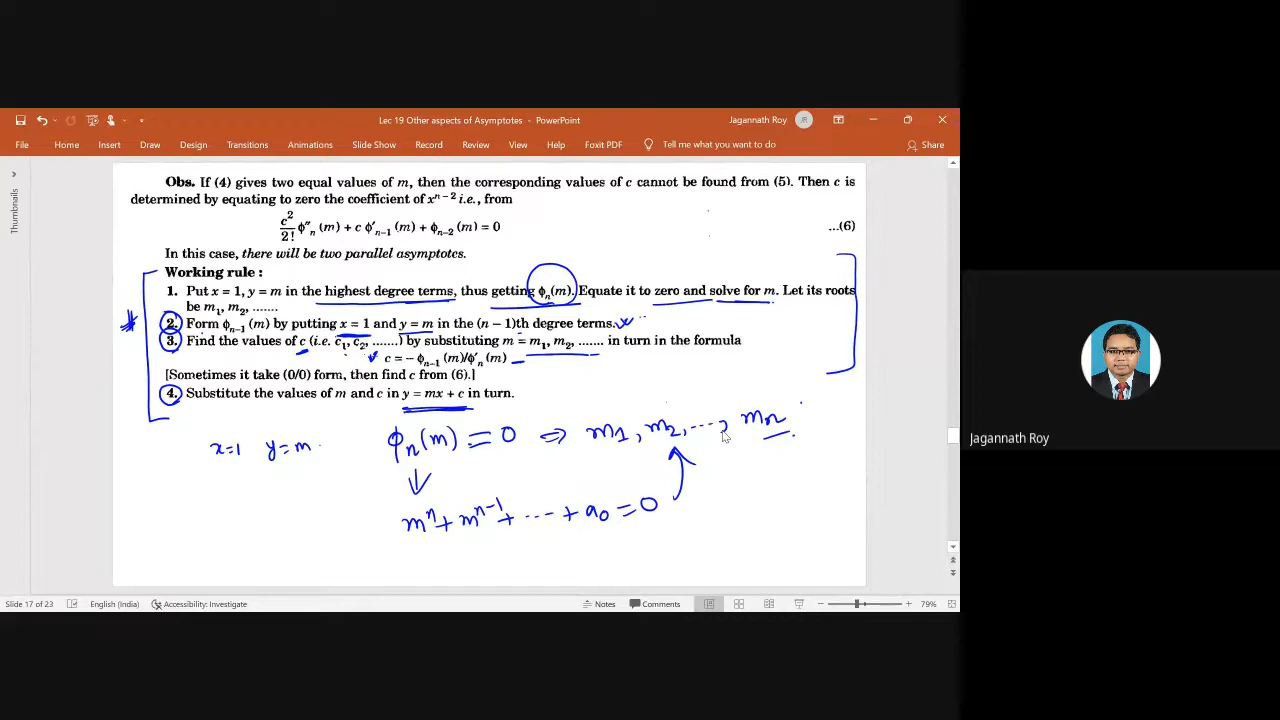 Lec 19 Other aspects of Asymptotes - PowerPoint
Jagannath Roy JR
File Home Insert Draw Design Transitions Animations Slide Show Record Review View Help Foxit PDF Tell me what you want to do Share
Thumbnails
Obs. If (4) gives two equal values of m, then the corresponding values of c cannot be found from (5). Then c is
determined by equating to zero the coefficient of xⁿ⁻² i.e., from
c²/2! φ″ₙ (m) + c φ′ₙ₋₁ (m) + φₙ₋₂ (m) = 0 ...(6)
In this case, there will be two parallel asymptotes.
Working rule :
1. Put x = 1, y = m in the highest degree terms, thus getting φₙ(m). Equate it to zero and solve for m. Let its roots
be m₁, m₂, .......
2. Form φₙ₋₁ (m) by putting x = 1 and y = m in the (n – 1)th degree terms.
3. Find the values of c (i.e. c₁, c₂, .......) by substituting m = m₁, m₂, ....... in turn in the formula
c = – φₙ₋₁ (m)/φ′ₙ (m)
[Sometimes it take (0/0) form, then find c from (6).]
4. Substitute the values of m and c in y = mx + c in turn.
x=1 y=m φₙ(m) = 0 ⇒ m₁, m₂, ..., mₙ
mⁿ + mⁿ⁻¹ + ---- + a₀ = 0
Jagannath Roy
Slide 17 of 23 English (India) Accessibility: Investigate Notes Comments 79%